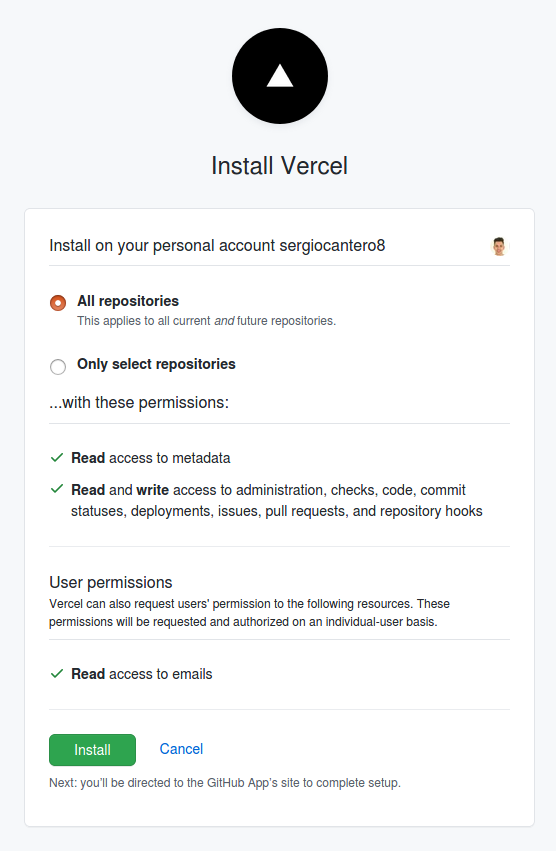 Install Vercel
Install on your personal account sergiocantero8
All repositories
This applies to all current and future repositories.
Only select repositories
...with these permissions:
Read access to metadata
Read and write access to administration, checks, code, commit
statuses, deployments, issues, pull requests, and repository hooks
User permissions
Vercel can also request users' permission to the following resources. These
permissions will be requested and authorized on an individual-user basis.
Read access to emails
Install Cancel
Next: you'll be directed to the GitHub App's site to complete setup.